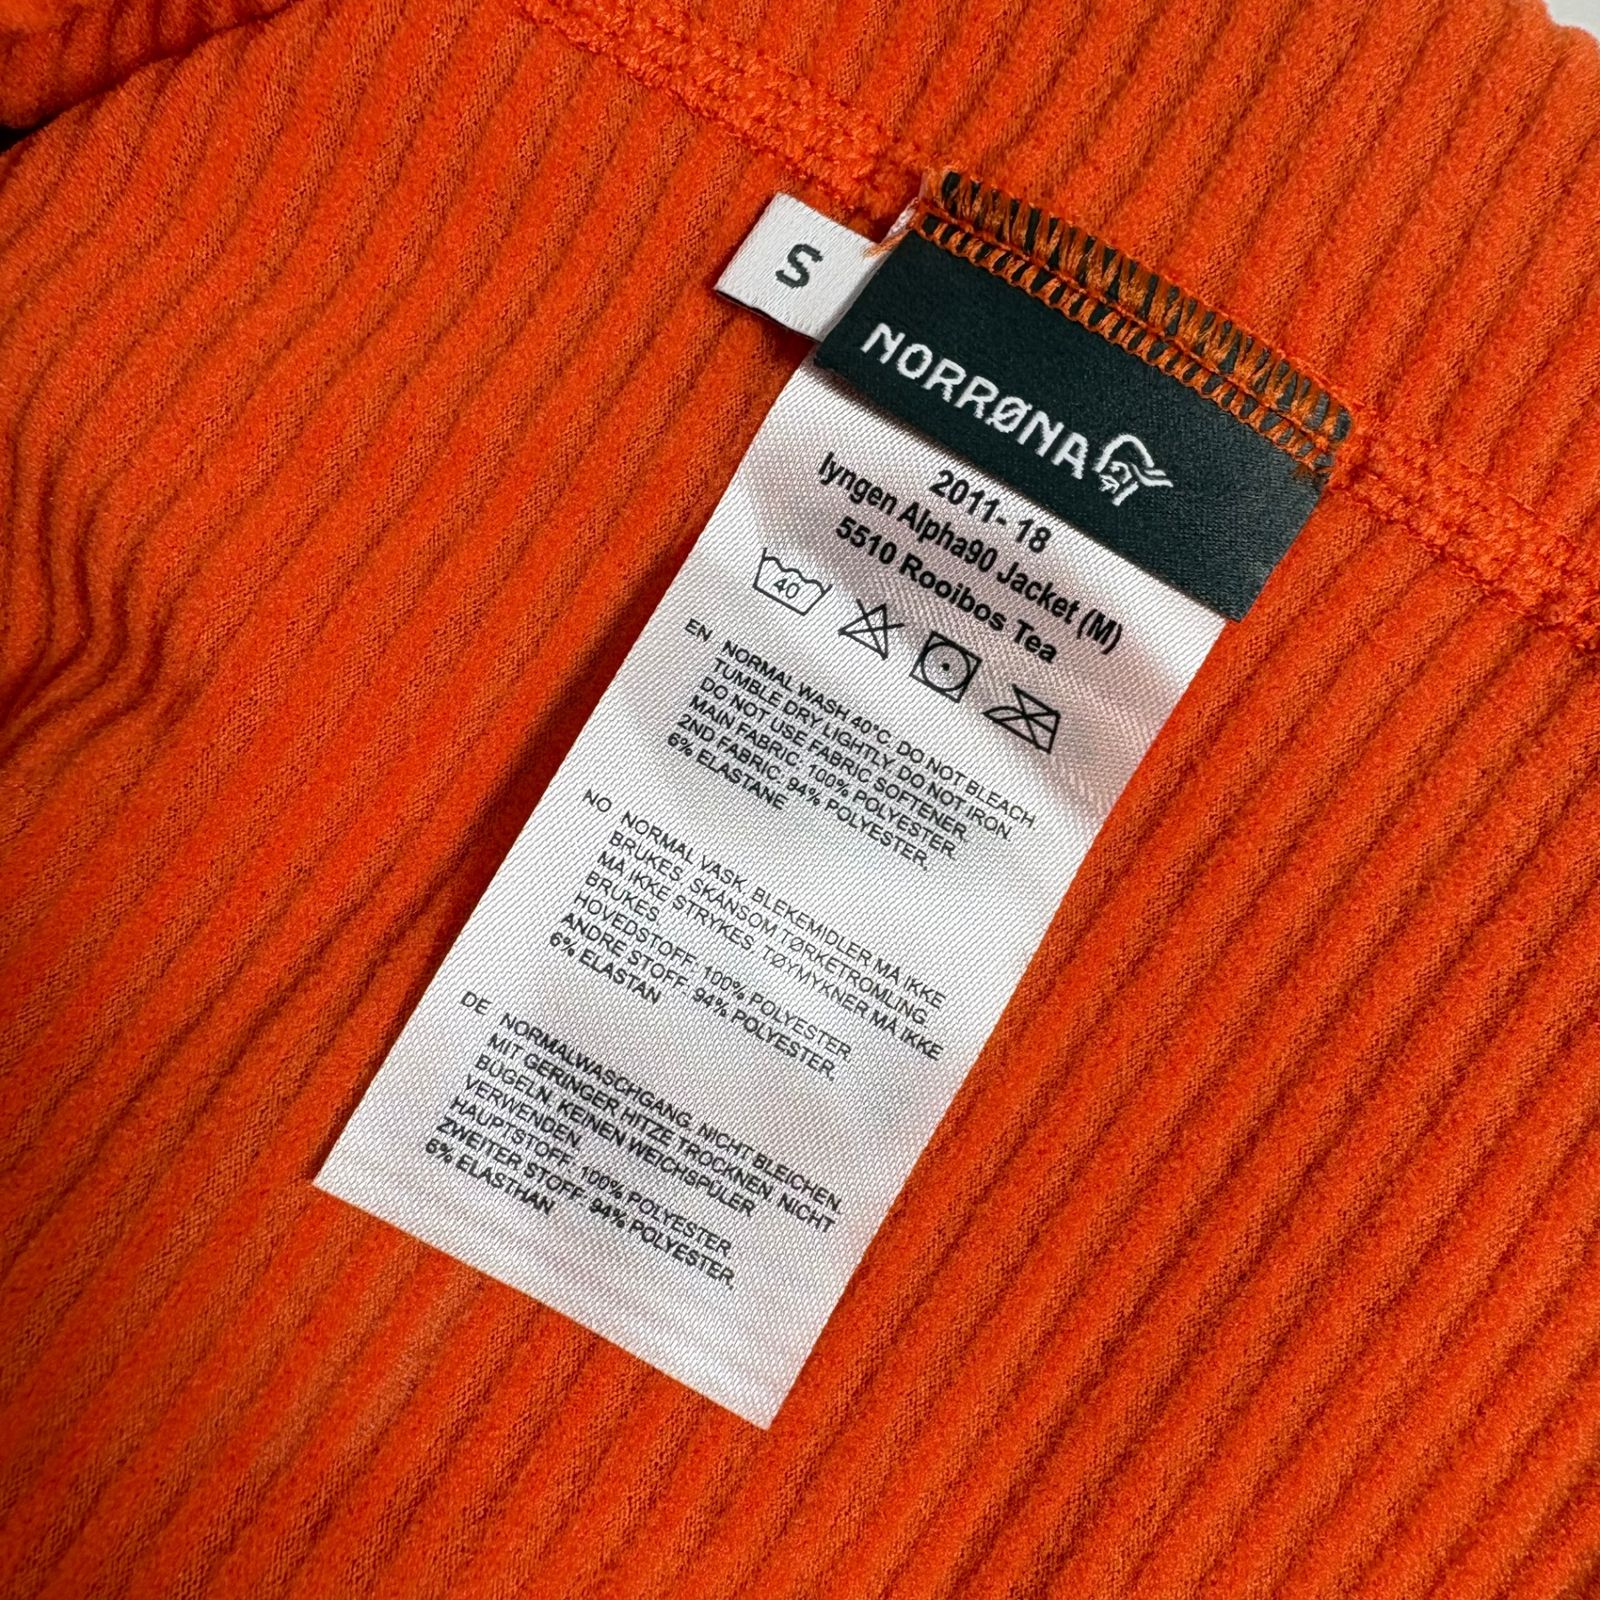 S
NORRØNA
2011- 18
lyngen Alpha90 Jacket (M)
5510 Rooibos Tea
40
EN NORMAL WASH 40°C, DO NOT BLEACH
TUMBLE DRY LIGHTLY. DO NOT IRON.
DO NOT USE FABRIC SOFTENER.
MAIN FABRIC: 100% POLYESTER.
2ND FABRIC: 94% POLYESTER,
6% ELASTANE
NO NORMAL VASK. BLEKEMIDLER MÅ IKKE
BRUKES. SKÅNSOM TØRKETROMLING.
MÅ IKKE STRYKES. TØYMYKNER MÅ IKKE
BRUKES.
HOVEDSTOFF: 100% POLYESTER.
ANDRE STOFF: 94% POLYESTER,
6% ELASTAN
DE NORMALWASCHGANG, NICHT BLEICHEN.
MIT GERINGER HITZE TROCKNEN. NICHT
BÜGELN. KEINEN WEICHSPÜLER
VERWENDEN.
HAUPTSTOFF: 100% POLYESTER.
ZWEITER STOFF: 94% POLYESTER,
6% ELASTHAN